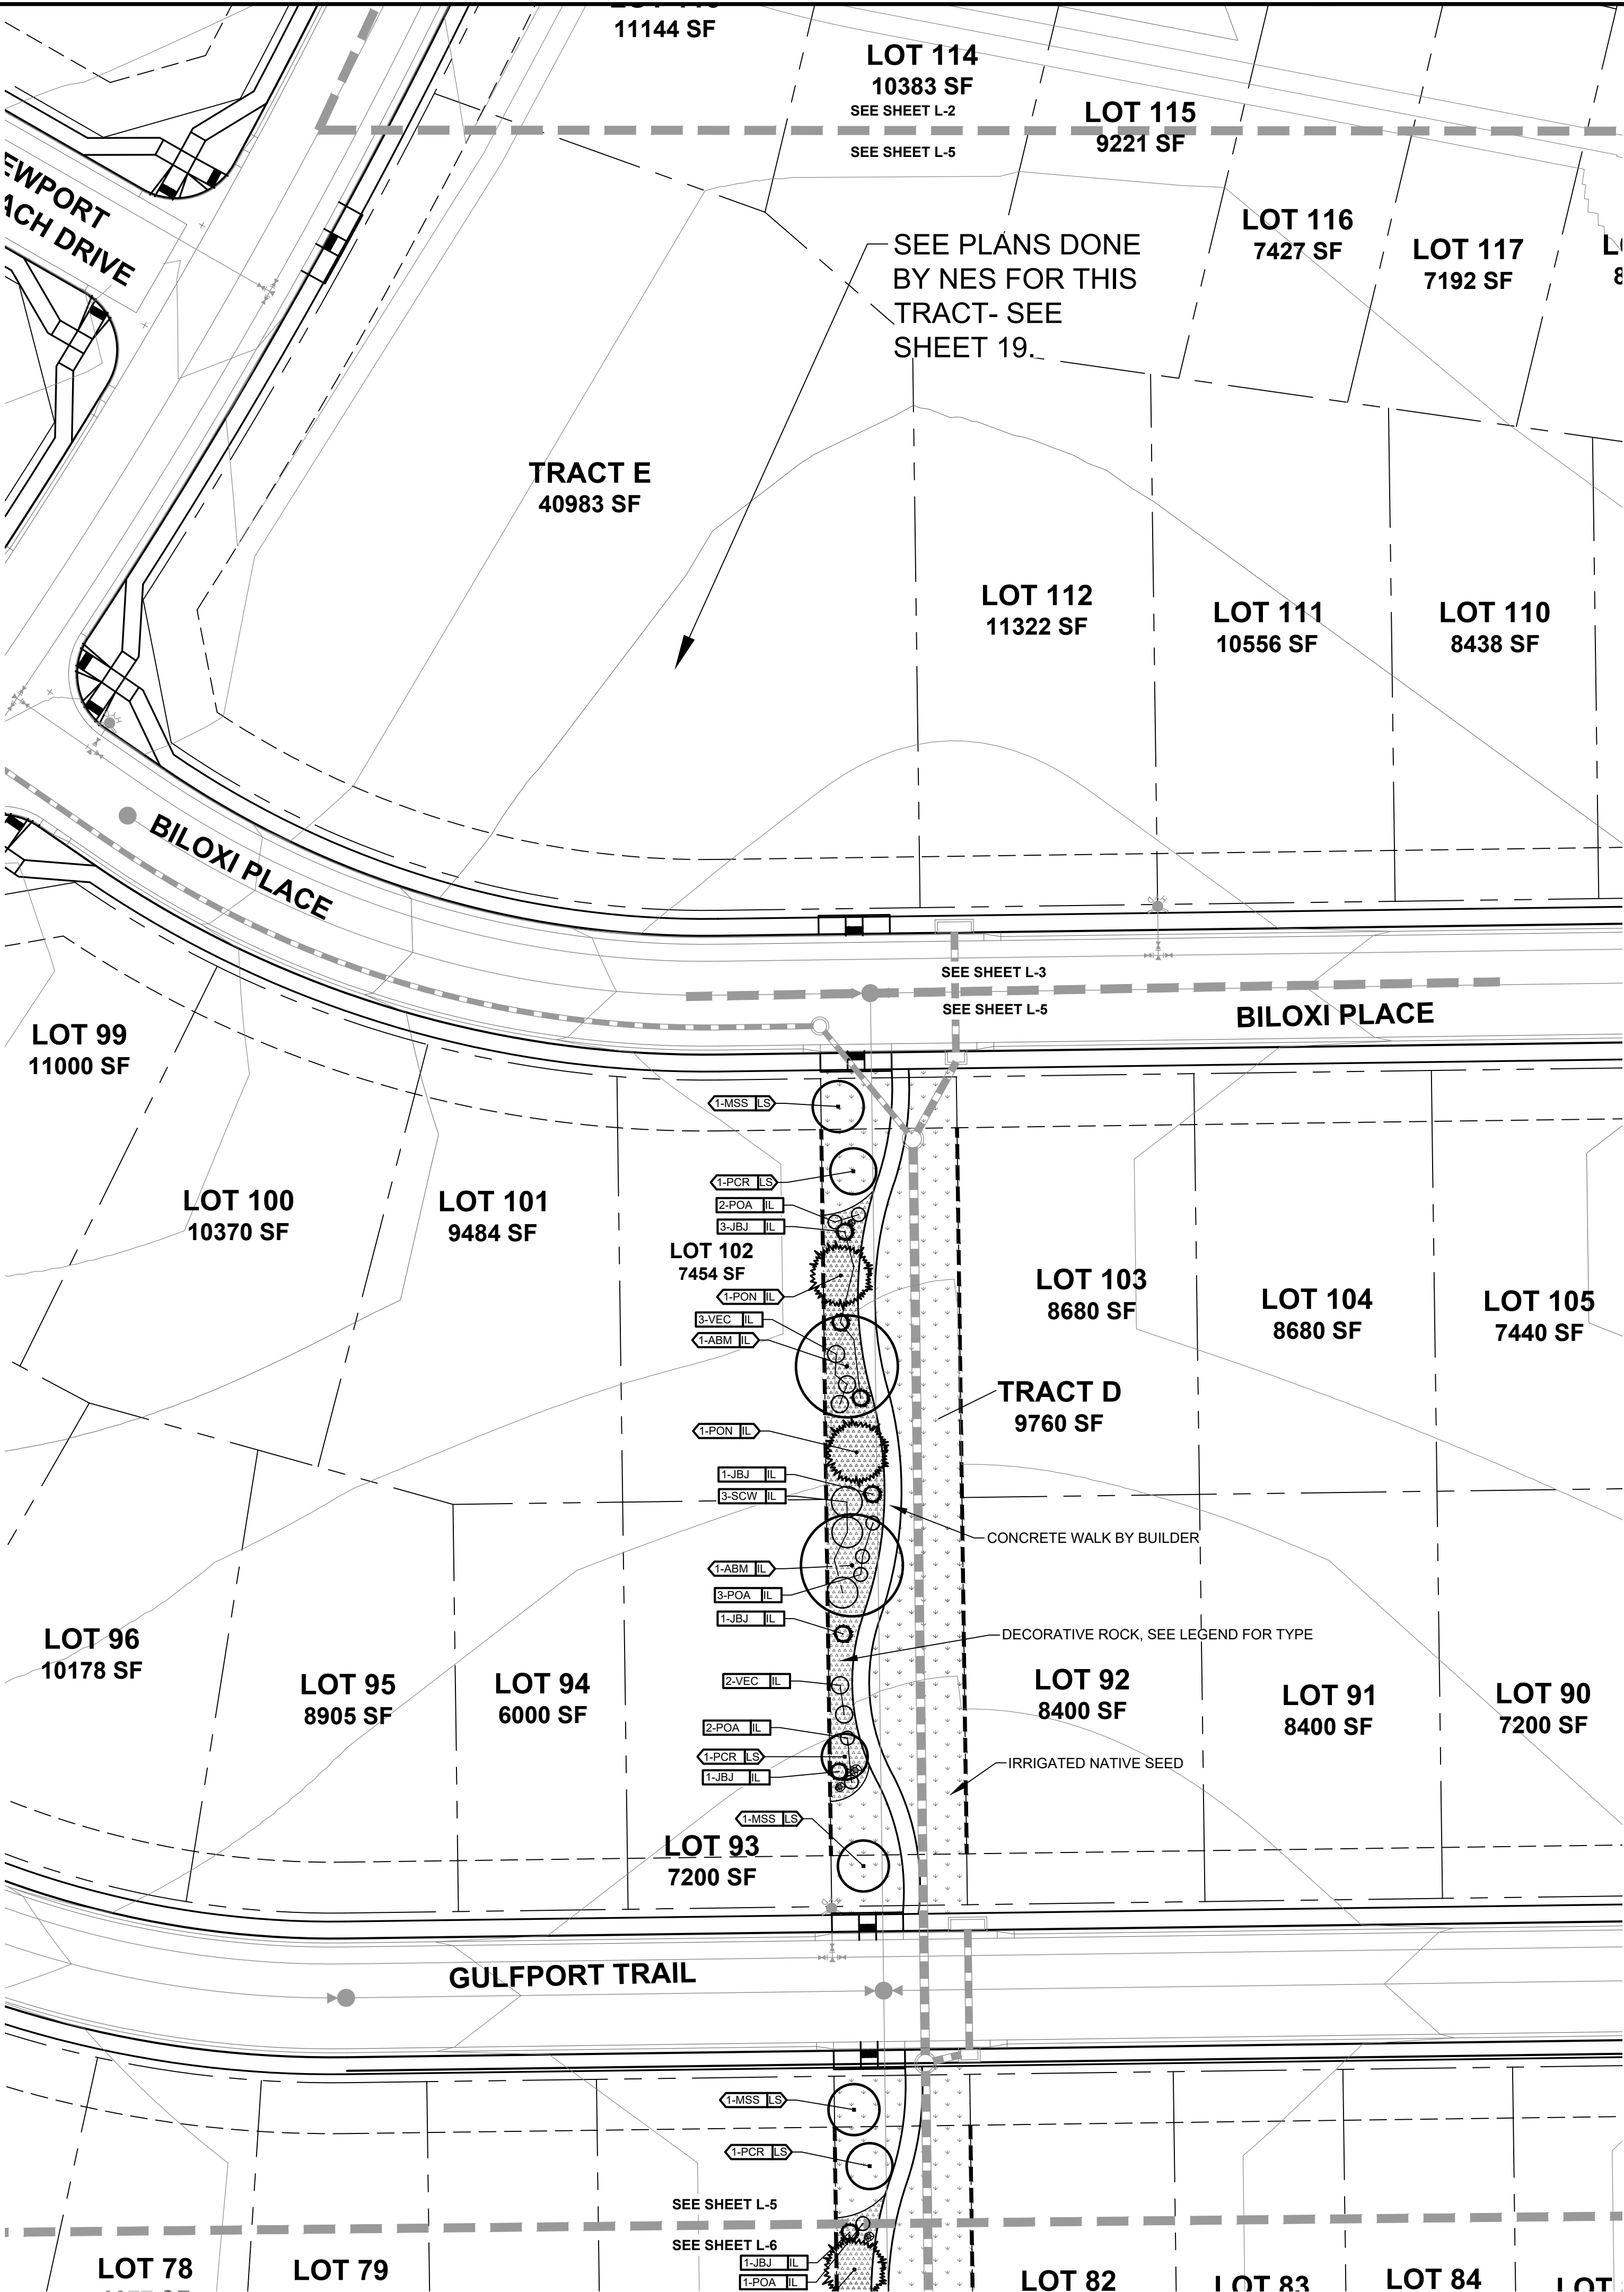 11144 SF
LOT 114
10383 SF
SEE SHEET L-2
SEE SHEET L-5
LOT 115
9221 SF
LOT 116
7427 SF
LOT 117
7192 SF
EWPORT
ACH DRIVE
SEE PLANS DONE
BY NES FOR THIS
TRACT- SEE
SHEET 19.
TRACT E
40983 SF
LOT 112
11322 SF
LOT 111
10556 SF
LOT 110
8438 SF
BILOXI PLACE
SEE SHEET L-3
SEE SHEET L-5
BILOXI PLACE
LOT 99
11000 SF
1-MSS LS
1-PCR LS
2-POA IL
3-JBJ IL
LOT 100
10370 SF
LOT 101
9484 SF
LOT 102
7454 SF
1-PON IL
3-VEC IL
1-ABM IL
LOT 103
8680 SF
LOT 104
8680 SF
LOT 105
7440 SF
TRACT D
9760 SF
1-PON IL
1-JBJ IL
3-SCW IL
CONCRETE WALK BY BUILDER
1-ABM IL
3-POA IL
1-JBJ IL
DECORATIVE ROCK, SEE LEGEND FOR TYPE
LOT 96
10178 SF
LOT 95
8905 SF
LOT 94
6000 SF
2-VEC IL
LOT 92
8400 SF
LOT 91
8400 SF
LOT 90
7200 SF
2-POA IL
1-PCR LS
1-JBJ IL
IRRIGATED NATIVE SEED
1-MSS LS
LOT 93
7200 SF
GULFPORT TRAIL
1-MSS LS
1-PCR LS
SEE SHEET L-5
SEE SHEET L-6
1-JBJ IL
1-POA IL
LOT 78
LOT 79
LOT 82
LOT 83
LOT 84
LOT